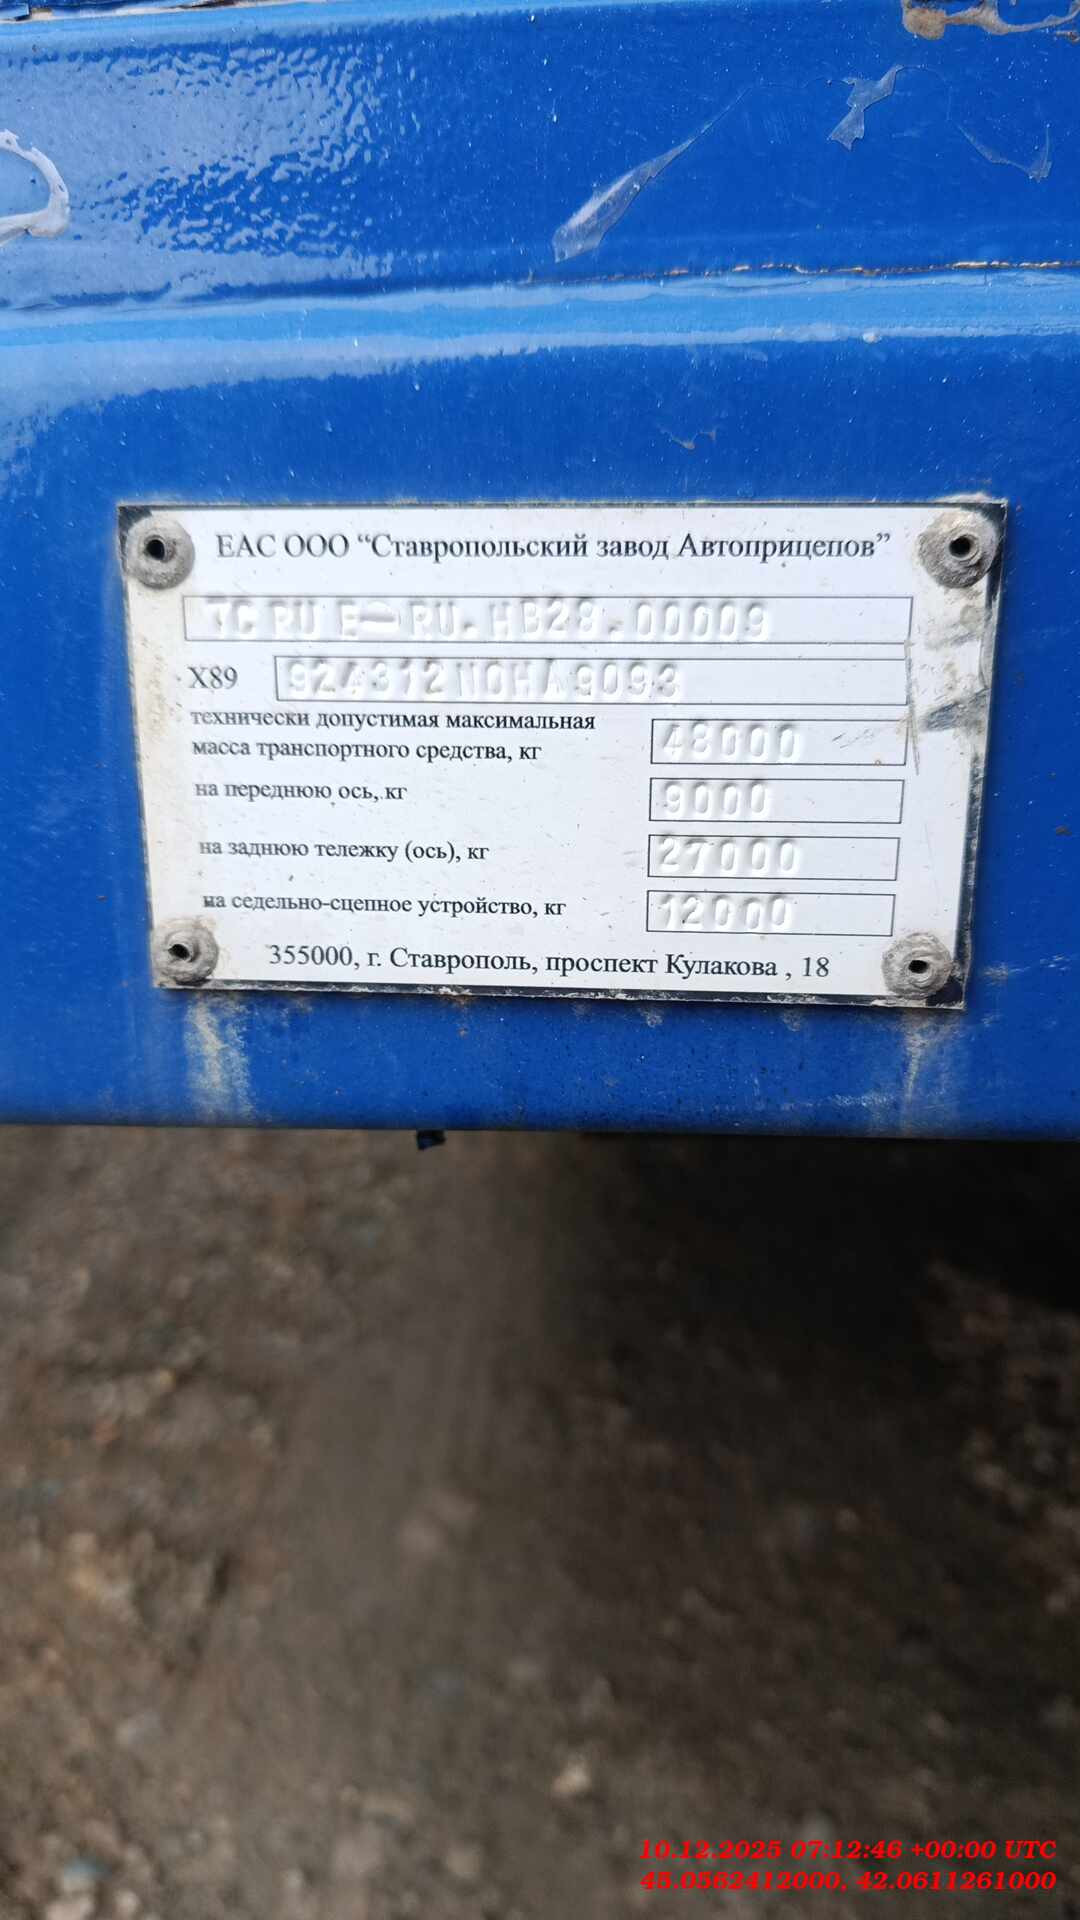 ЕАС ООО “Ставропольский завод Автоприцепов”
ТС RU Е-RU.НВ28.00009
Х89 924312N0HA9093
технически допустимая максимальная
масса транспортного средства, кг 48000
на переднюю ось, кг 9000
на заднюю тележку (ось), кг 27000
на седельно-сцепное устройство, кг 12000
355000, г. Ставрополь, проспект Кулакова , 18
10.12.2025 07:12:46 +00:00 UTC
45.0562412000, 42.0611261000